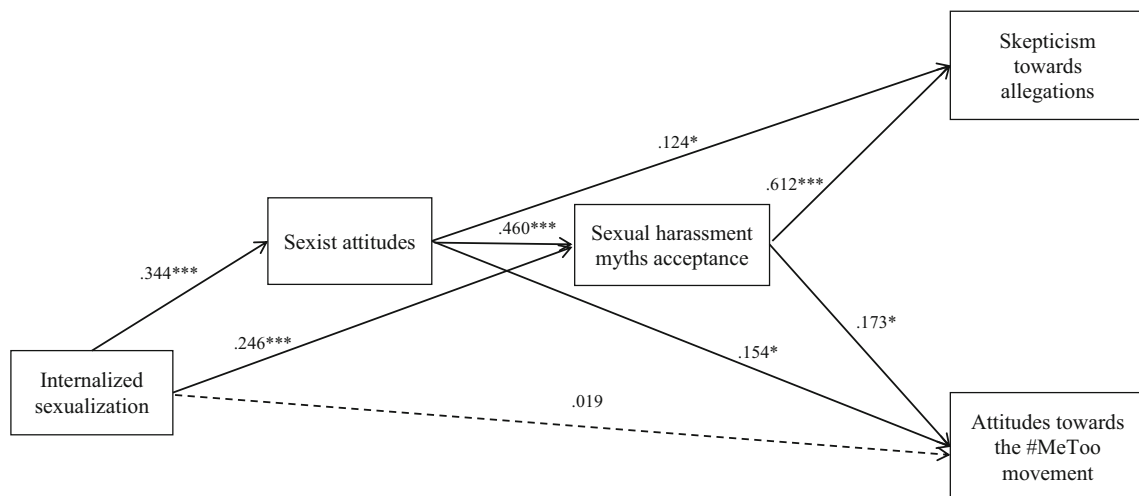 Skepticism
towards
allegations
.124*
.612***
Sexist attitudes
.460***
Sexual harassment
myths acceptance
.344***
.246***
.154*
.173*
Internalized
sexualization
.019
Attitudes towards
the #MeToo
movement